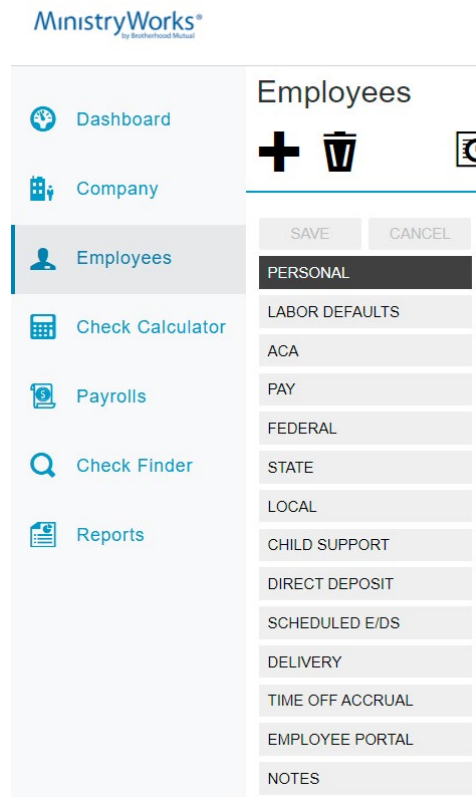 MinistryWorks®
by Brotherhood Mutual
Dashboard
Company
Employees
Check Calculator
Payrolls
Check Finder
Reports
Employees
SAVE CANCEL
PERSONAL
LABOR DEFAULTS
ACA
PAY
FEDERAL
STATE
LOCAL
CHILD SUPPORT
DIRECT DEPOSIT
SCHEDULED E/DS
DELIVERY
TIME OFF ACCRUAL
EMPLOYEE PORTAL
NOTES